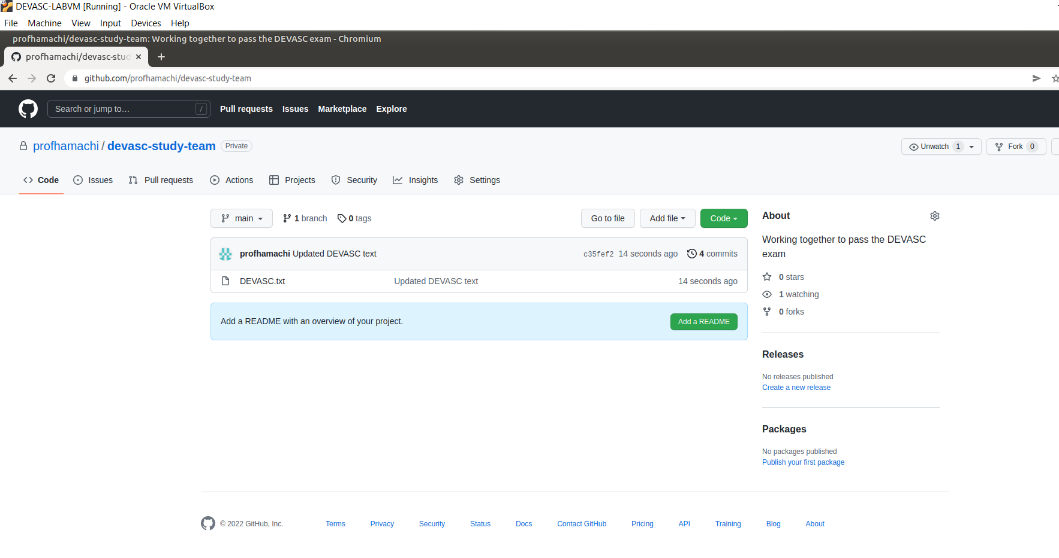 DEVASC-LABVM [Running] - Oracle VM VirtualBox
File Machine View Input Devices Help
profhamachi/devasc-study-team: Working together to pass the DEVASC exam - Chromium
profhamachi/devasc-stud
github.com/profhamachi/devasc-study-team
Search or jump to… / Pull requests Issues Marketplace Explore
profhamachi / devasc-study-team Private Unwatch 1 Fork 0
Code Issues Pull requests Actions Projects Security Insights Settings
main 1 branch 0 tags Go to file Add file Code
profhamachi Updated DEVASC text c35fef2 14 seconds ago 4 commits
DEVASC.txt Updated DEVASC text 14 seconds ago
Add a README with an overview of your project. Add a README
About
Working together to pass the DEVASC
exam
0 stars
1 watching
0 forks
Releases
No releases published
Create a new release
Packages
No packages published
Publish your first package
© 2022 GitHub, Inc. Terms Privacy Security Status Docs Contact GitHub Pricing API Training Blog About